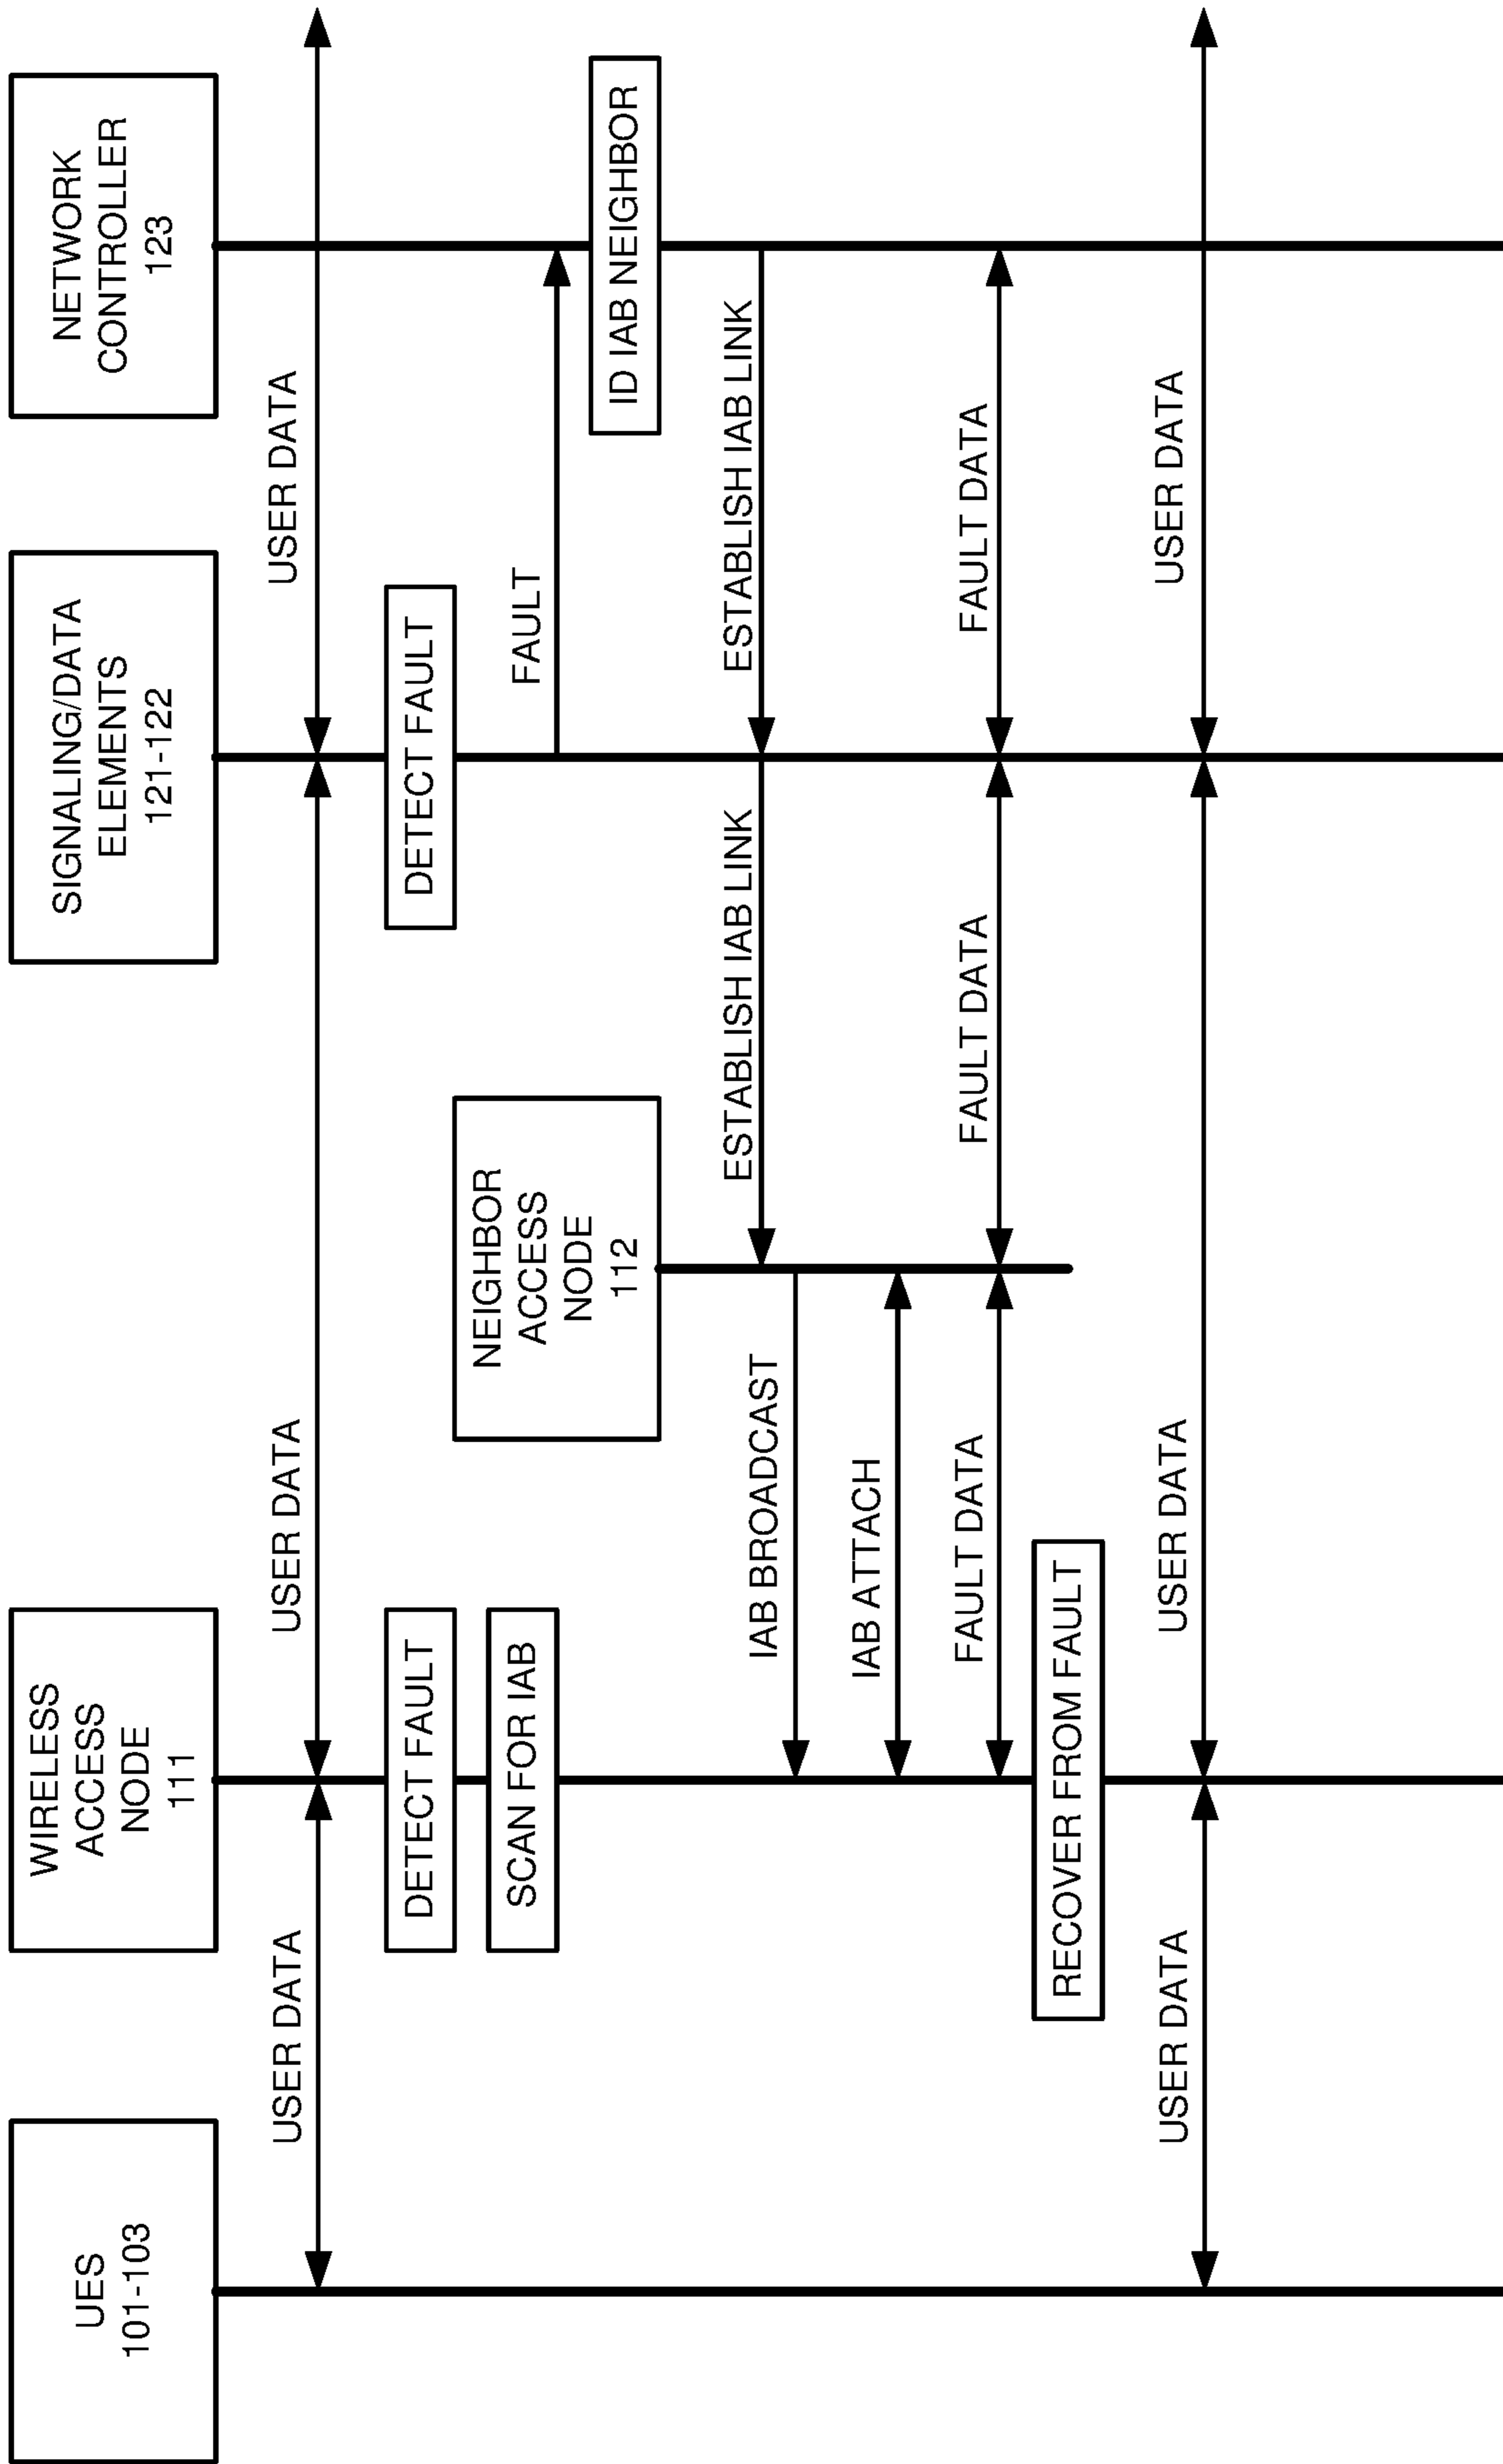 UES
101-103
WIRELESS
ACCESS
NODE
111
SIGNALING/DATA
ELEMENTS
121-122
NETWORK
CONTROLLER
123
USER DATA
USER DATA
USER DATA
DETECT FAULT
DETECT FAULT
SCAN FOR IAB
NEIGHBOR
ACCESS
NODE
112
FAULT
ID IAB NEIGHBOR
ESTABLISH IAB LINK
ESTABLISH IAB LINK
IAB BROADCAST
IAB ATTACH
FAULT DATA
FAULT DATA
FAULT DATA
RECOVER FROM FAULT
USER DATA
USER DATA
USER DATA